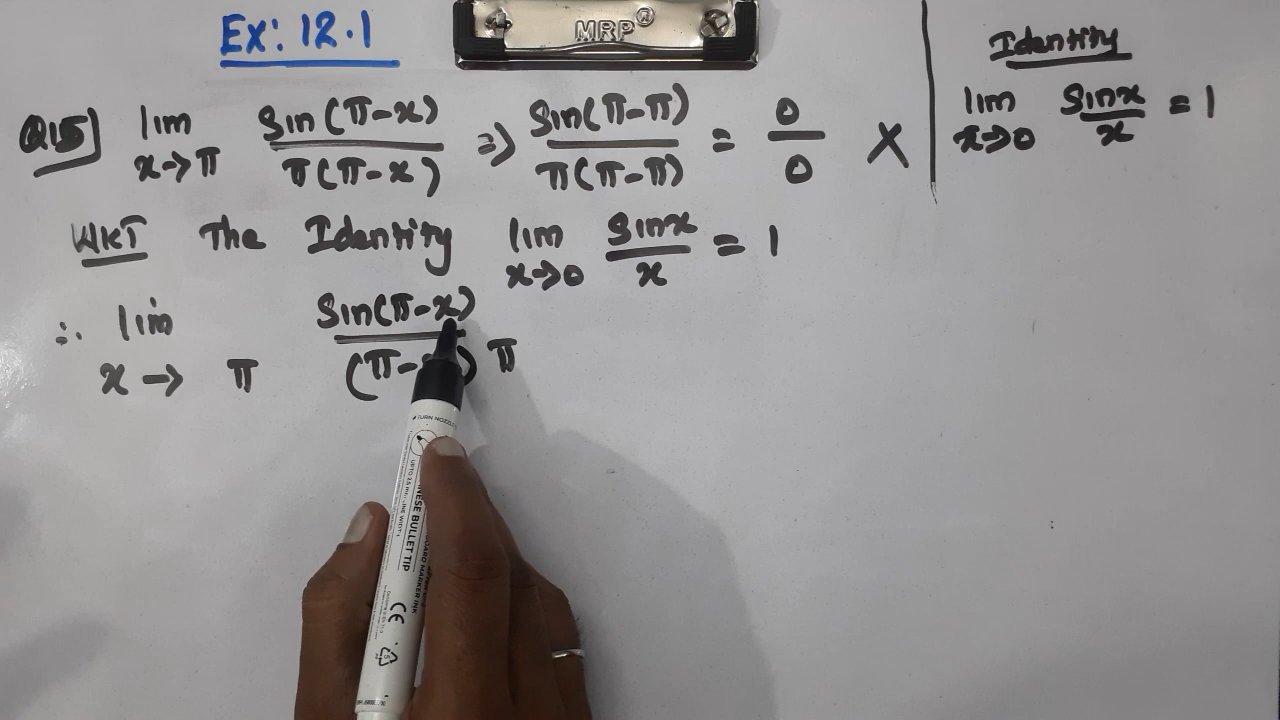 Ex: 12.1
MRP®
Identity
lim x→0 sinx/x = 1
Q15] lim x→π sin(π-x)/π(π-x) ⇒ sin(π-π)/π(π-π) = 0/0 ×
WKT The Identity lim x→0 sinx/x = 1
∴ lim x→π sin(π-x)/(π- ) π
TURN NOZZLE
NESE BULLET TIP
CE